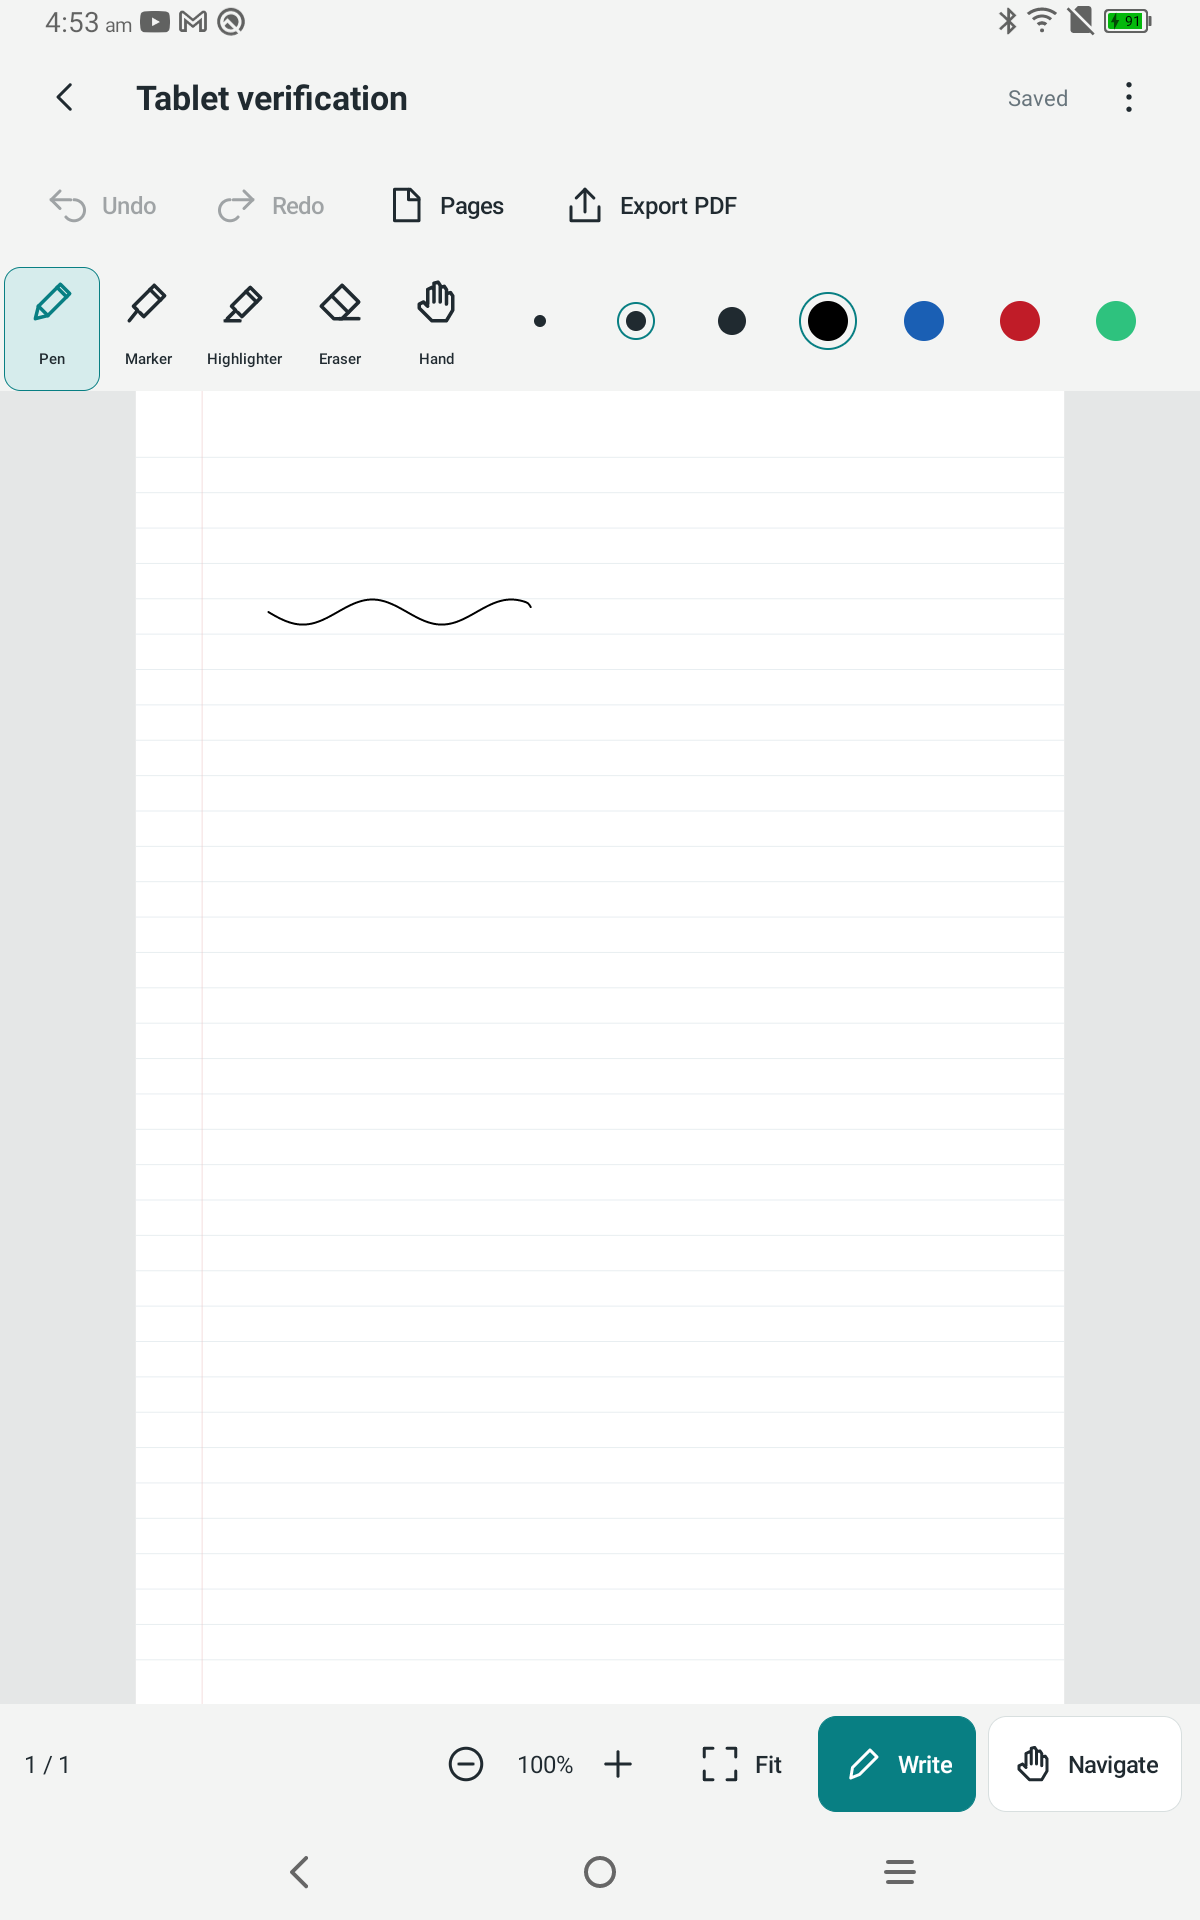 4:53 am
91
Tablet verification
Saved
Undo Redo Pages Export PDF
Pen Marker Highlighter Eraser Hand
1 / 1 100% Fit Write Navigate